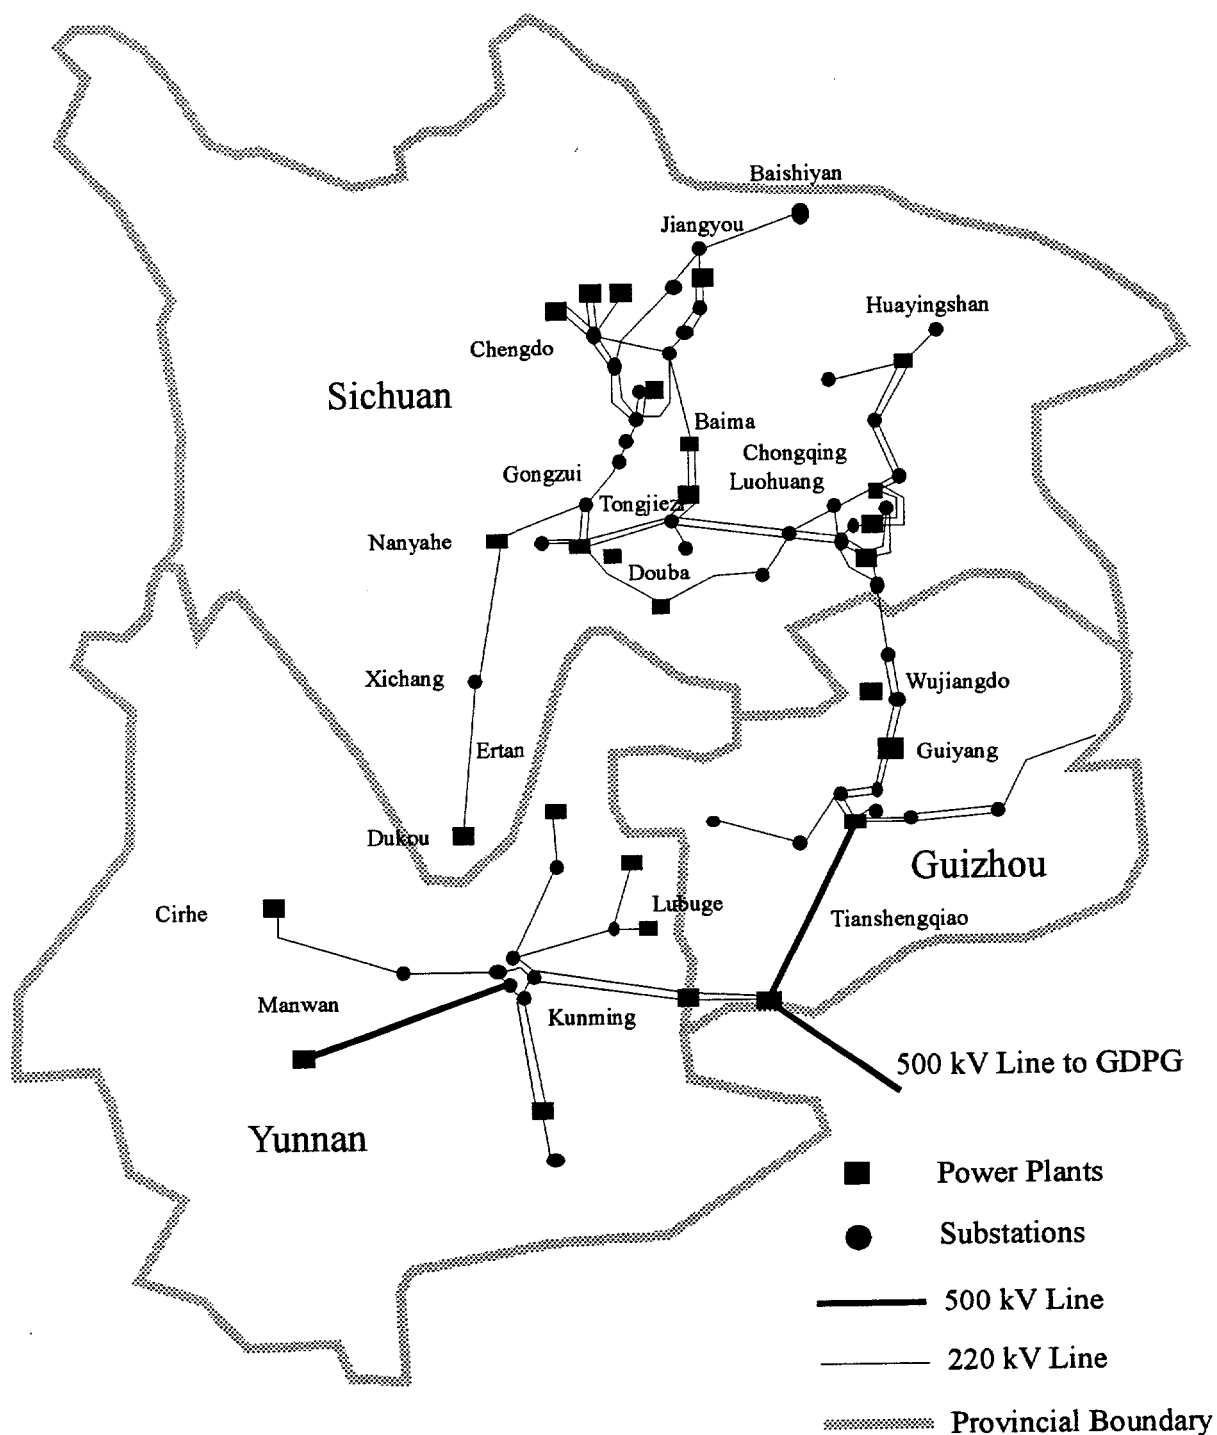 Baishiyan
Jiangyou
Huayingshan
Chengdo
Sichuan
Baima
Chongqing
Gongzui
Luohuang
Tongjiezi
Nanyahe
Douba
Xichang
Wujiangdo
Ertan
Guiyang
Dukou
Guizhou
Cirhe
Lubuge
Tianshengqiao
Manwan
Kunming
500 kV Line to GDPG
Yunnan
Power Plants
Substations
500 kV Line
220 kV Line
Provincial Boundary